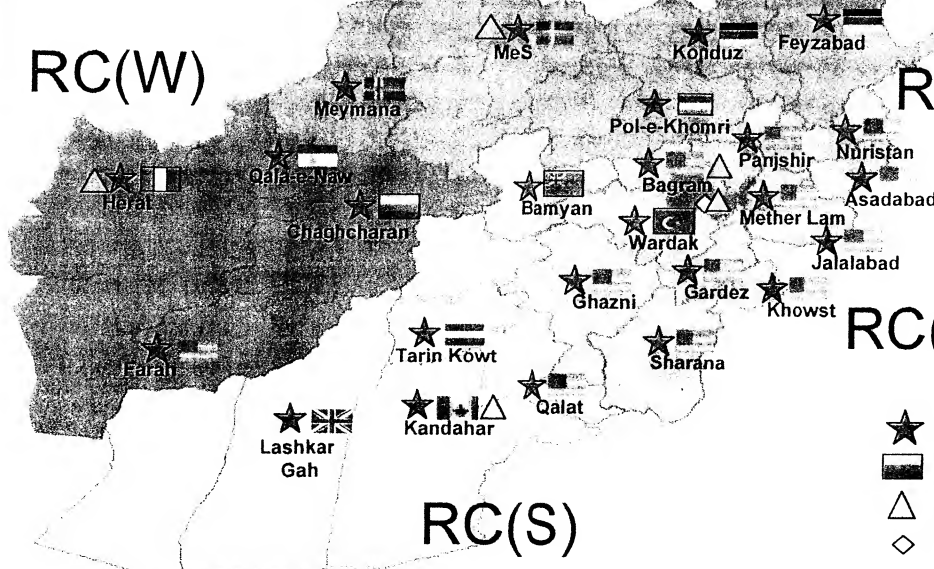 MeS
Konduz
Feyzabad
RC(W)
Meymana
R
Pol-e-Khomri
Panjshir
Nuristan
Qala-e-Naw
Bagram
Herat
Bamyan
Mether Lam
Asadabad
Chaghcharan
Wardak
Jalalabad
Ghazni
Gardez
Khowst
RC(
Tarin Kowt
Sharana
Farah
Qalat
Lashkar
Gah
Kandahar
RC(S)